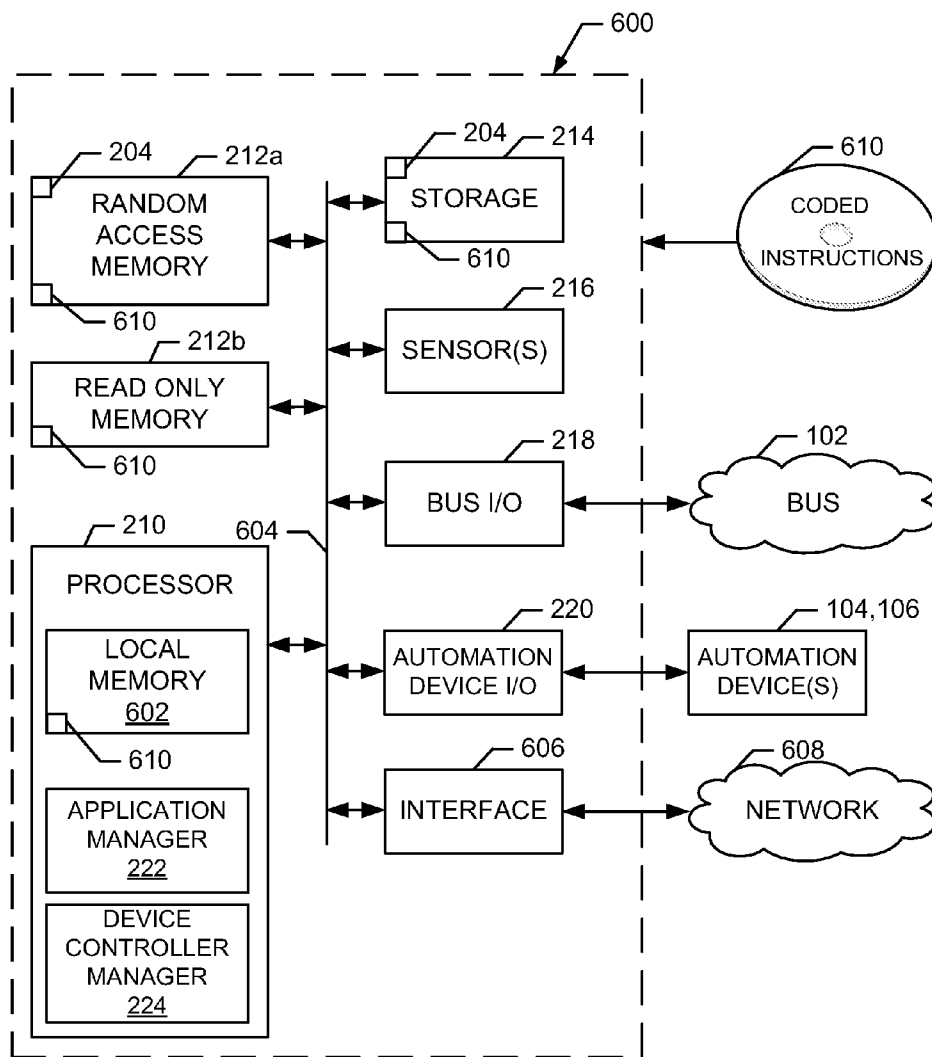 600
204
212a
RANDOM
ACCESS
MEMORY
610
212b
READ ONLY
MEMORY
610
210
PROCESSOR
LOCAL
MEMORY
602
610
APPLICATION
MANAGER
222
DEVICE
CONTROLLER
MANAGER
224
604
204
214
STORAGE
610
216
SENSOR(S)
218
BUS I/O
220
AUTOMATION
DEVICE I/O
606
INTERFACE
610
CODED
INSTRUCTIONS
102
BUS
104,106
AUTOMATION
DEVICE(S)
608
NETWORK